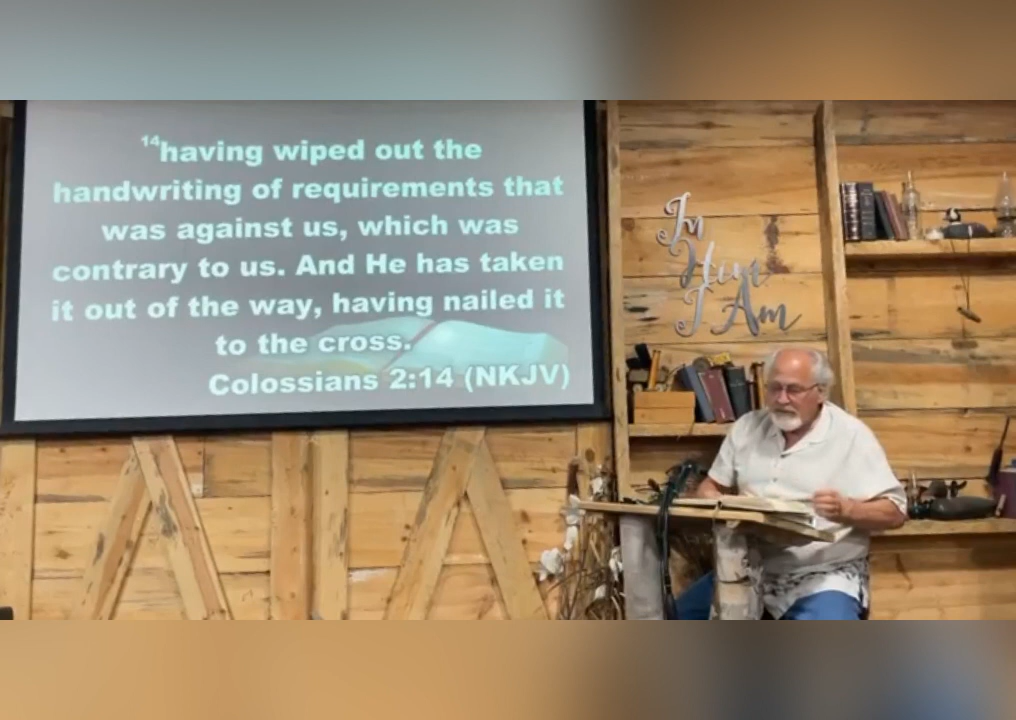 14having wiped out the
handwriting of requirements that
was against us, which was
contrary to us. And He has taken
it out of the way, having nailed it
to the cross.
Colossians 2:14 (NKJV)
In
Him
I Am